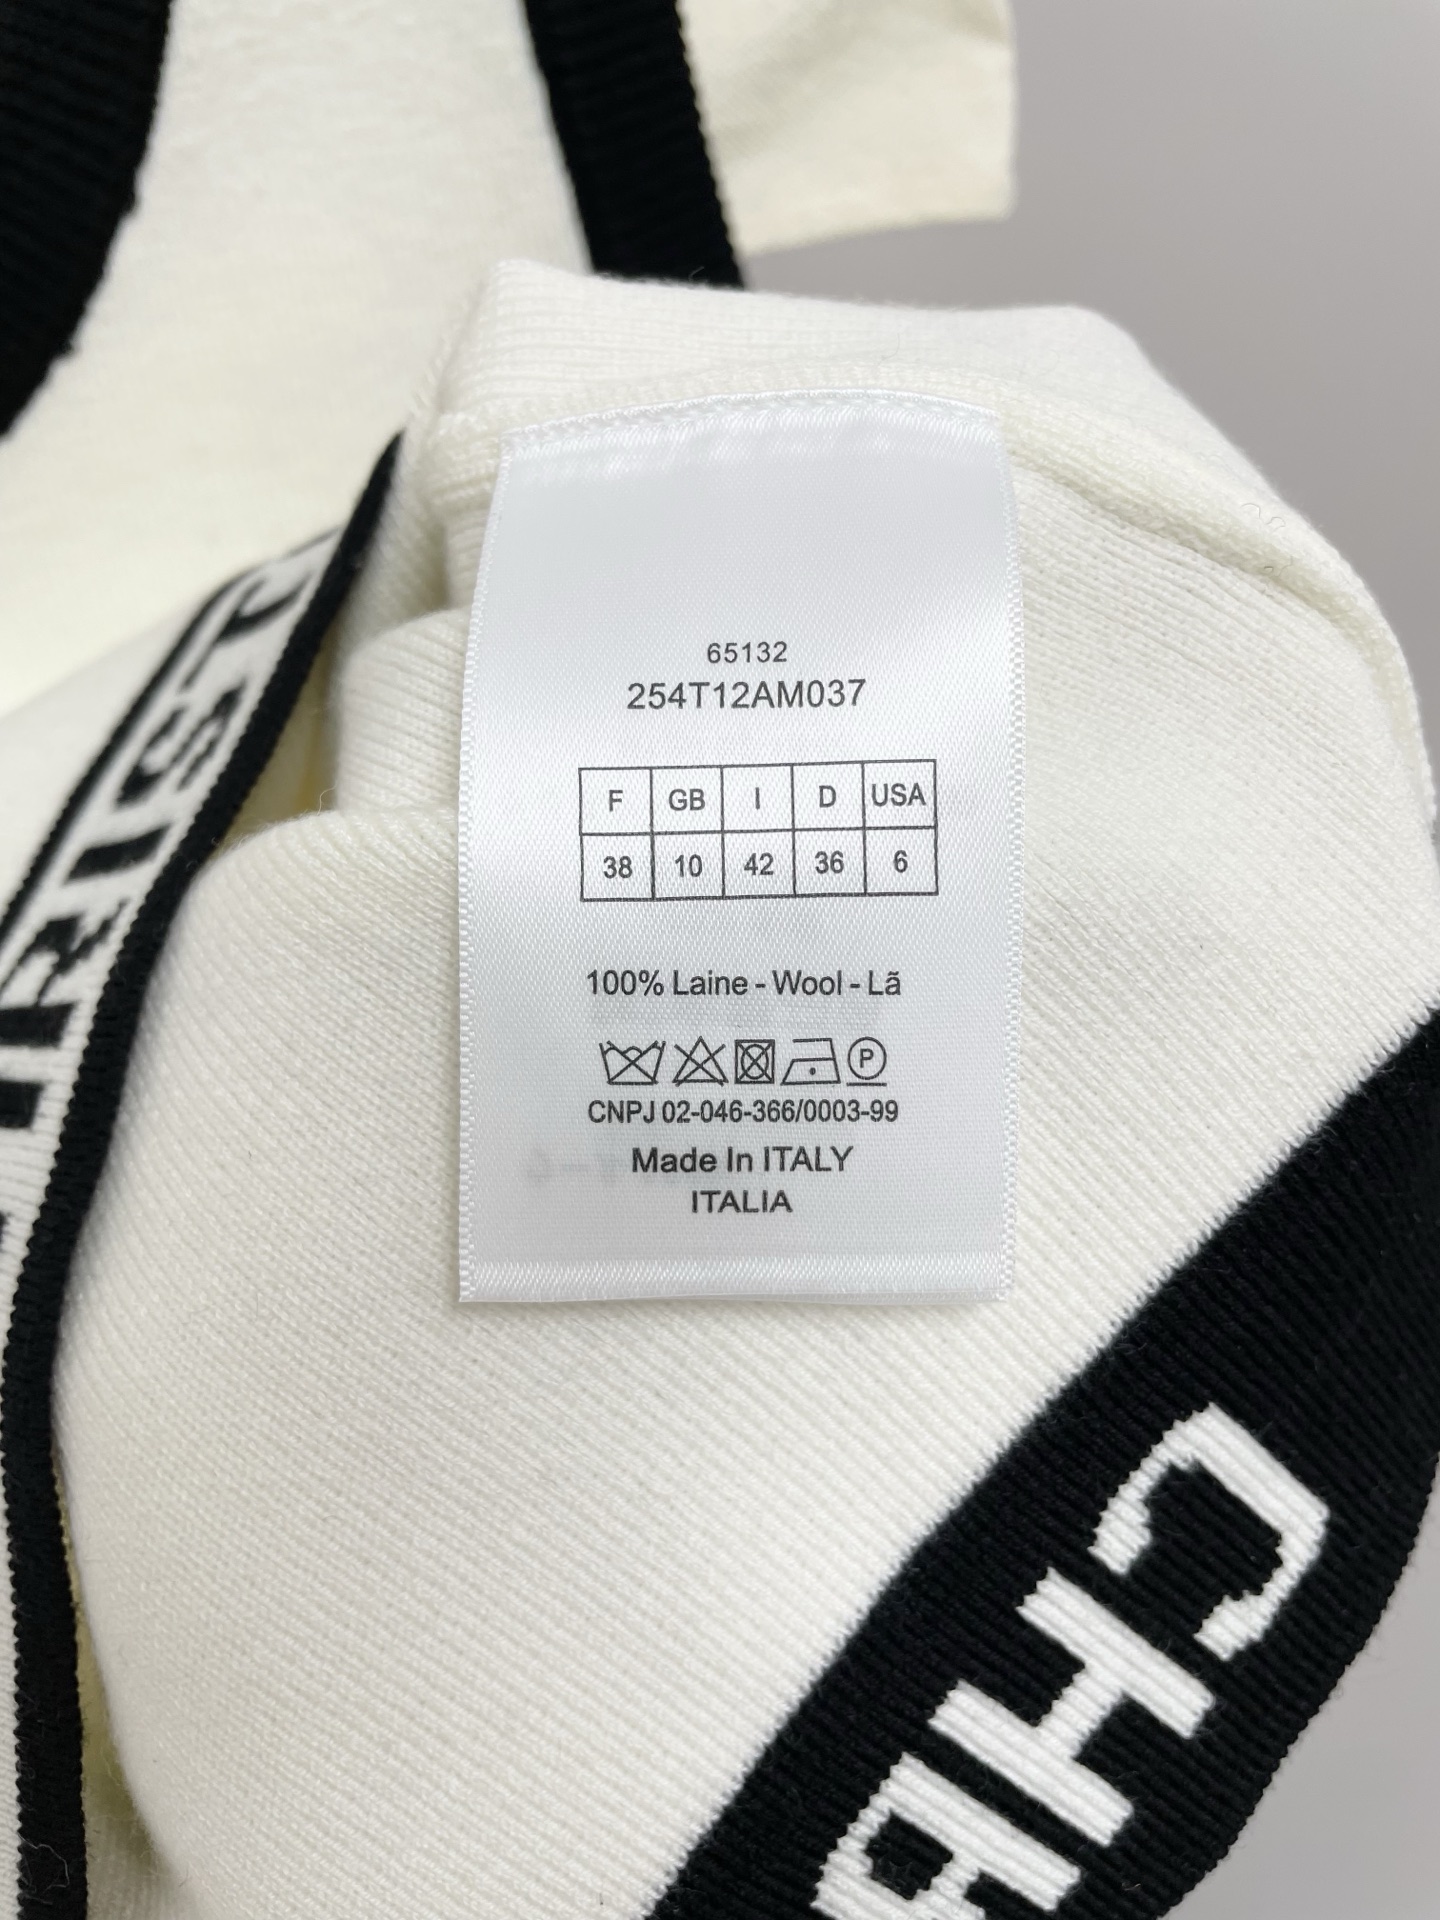 65132
254T12AM037
F GB I D USA
38 10 42 36 6
100% Laine - Wool - Lã
P
CNPJ 02-046-366/0003-99
Made In ITALY
ITALIA
CHR